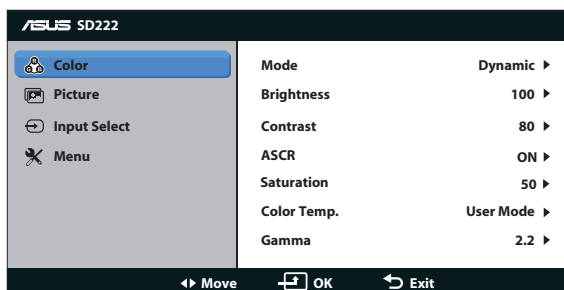 ASUS SD222
Color
Picture
Input Select
Menu
Mode Dynamic
Brightness 100
Contrast 80
ASCR ON
Saturation 50
Color Temp. User Mode
Gamma 2.2
Move OK Exit